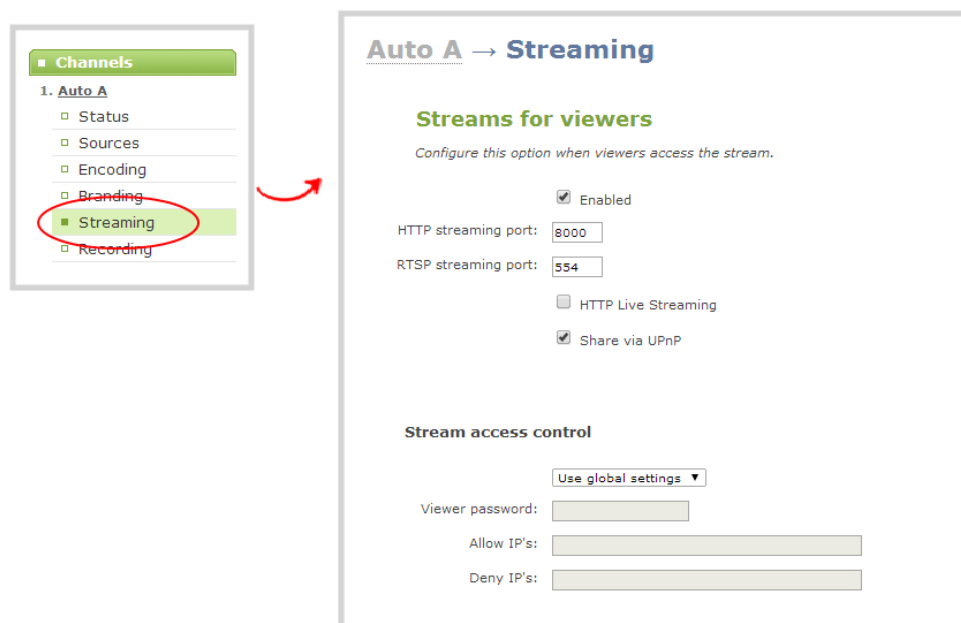 Channels
1. Auto A
Status
Sources
Encoding
Branding
Streaming
Recording
Auto A → Streaming
Streams for viewers
Configure this option when viewers access the stream.
Enabled
HTTP streaming port: 8000
RTSP streaming port: 554
HTTP Live Streaming
Share via UPnP
Stream access control
Use global settings
Viewer password:
Allow IP's:
Deny IP's: